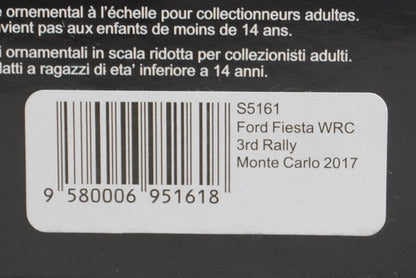 ornemental à l'échelle pour collectionneurs adultes.
vient pas aux enfants de moins de 14 ans.
i ornamentali in scala ridotta per collezionisti adulti.
datti a ragazzi di eta' inferiore a 14 anni.
S5161
Ford Fiesta WRC
3rd Rally
Monte Carlo 2017
9 580006 951618